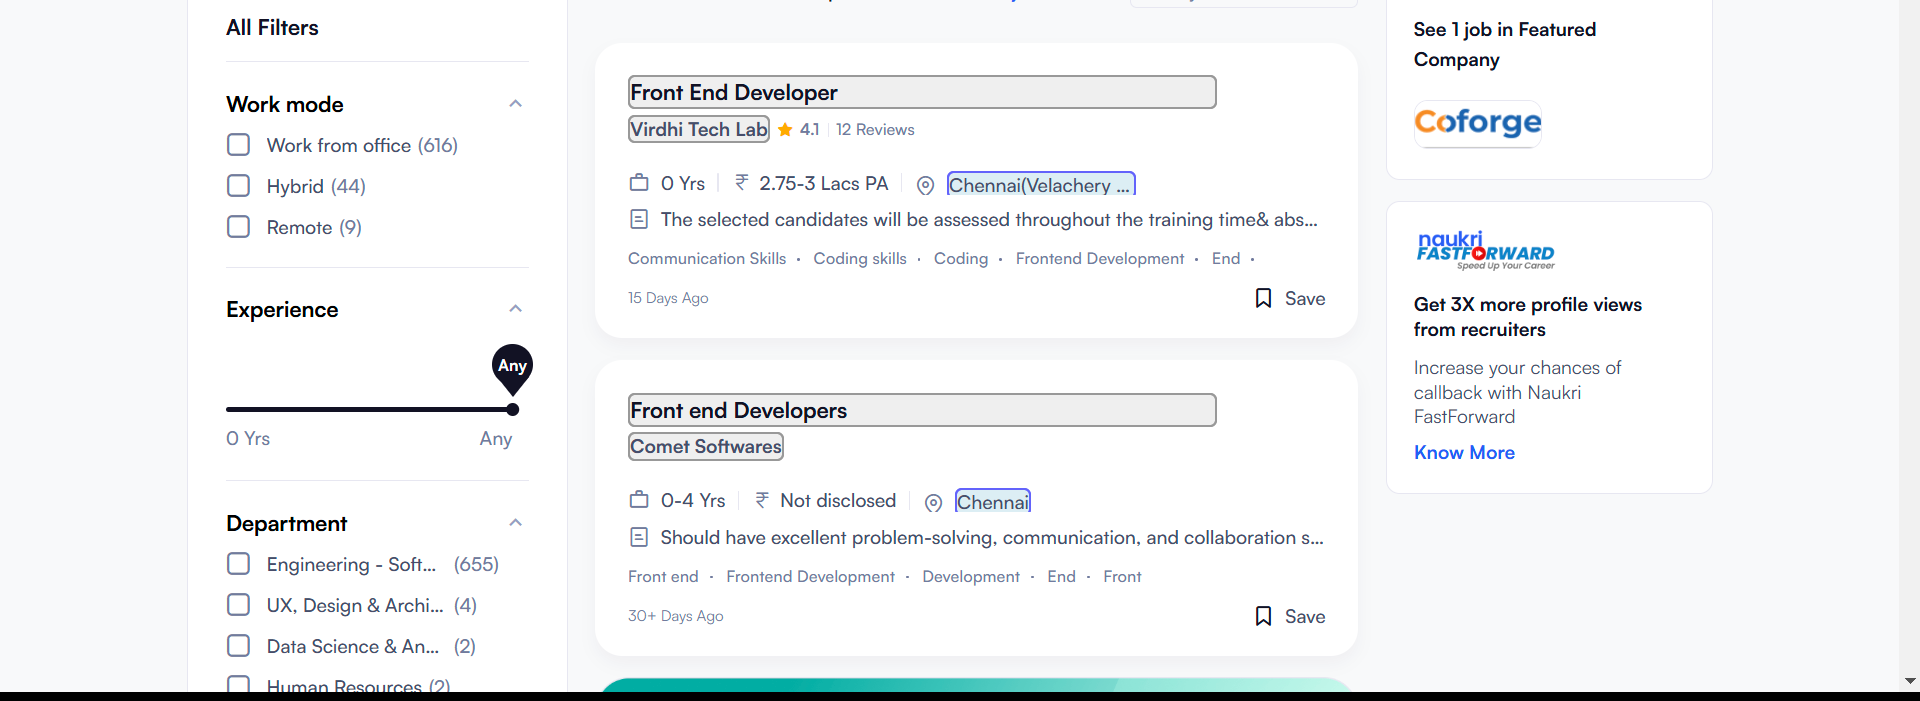 All Filters
Work mode
Work from office (616)
Hybrid (44)
Remote (9)
Experience
Any
0 Yrs
Any
Department
Engineering - Soft... (655)
UX, Design & Archi... (4)
Data Science & An... (2)
Human Resources (2)
Front End Developer
Virdhi Tech Lab 4.1 12 Reviews
0 Yrs ₹ 2.75-3 Lacs PA Chennai(Velachery ...
The selected candidates will be assessed throughout the training time& abs...
Communication Skills · Coding skills · Coding · Frontend Development · End ·
15 Days Ago
Save
Front end Developers
Comet Softwares
0-4 Yrs ₹ Not disclosed Chennai
Should have excellent problem-solving, communication, and collaboration s...
Front end · Frontend Development · Development · End · Front
30+ Days Ago
Save
See 1 job in Featured
Company
Coforge
naukri
FASTFORWARD
Speed Up Your Career
Get 3X more profile views
from recruiters
Increase your chances of
callback with Naukri
FastForward
Know More